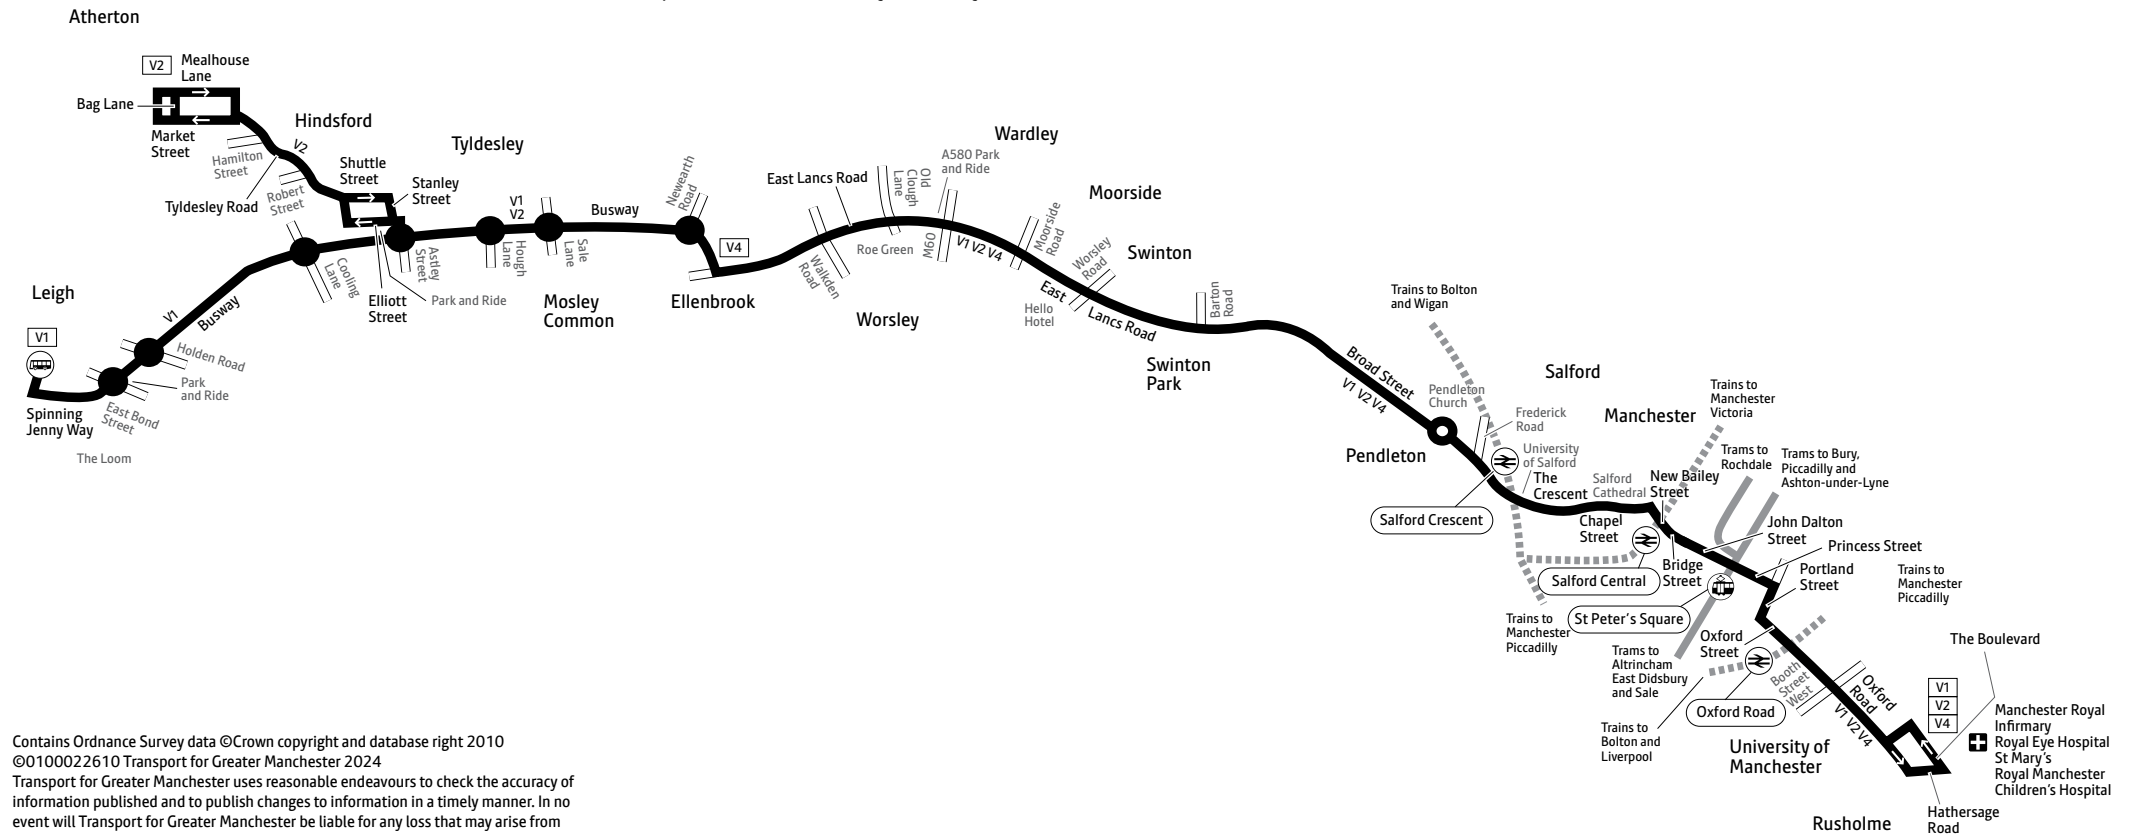 Atherton
V2
Mealhouse
Lane
Bag Lane
Market
Street
Hindsford
Hamilton
Street
V2
Tyldesley Road
Robert
Street
Shuttle
Street
Stanley
Street
Tyldesley
V1
V2
Busway
Newearth
Road
V4
Cooling
Lane
Elliott
Street
Astley
Street
Park and Ride
Hough
Lane
Sale
Lane
Mosley
Common
Ellenbrook
Leigh
V1
V1
Busway
Holden Road
Park
and Ride
East Bond
Street
Spinning
Jenny Way
The Loom
East Lancs Road
Walkden
Road
Worsley
Roe Green
Old
Clough
Lane
Wardley
A580 Park
and Ride
M60
V1 V2 V4
Moorside
Moorside
Road
Swinton
Worsley
Road
Hello
Hotel
East
Lancs Road
Barton
Road
Swinton
Park
Trains to Bolton
and Wigan
Broad Street
V1 V2 V4
Pendleton
Church
Pendleton
Salford
Frederick
Road
University
of Salford
The
Crescent
Salford Crescent
Manchester
Salford
Cathedral
Chapel
Street
New Bailey
Street
Trains to
Manchester
Victoria
Trams to
Rochdale
Trams to Bury,
Piccadilly and
Ashton-under-Lyne
John Dalton
Street
Princess Street
Portland
Street
Bridge
Street
Salford Central
St Peter's Square
Trains to
Manchester
Piccadilly
Trains to
Manchester
Piccadilly
Oxford
Street
Trams to
Altrincham
East Didsbury
and Sale
Oxford Road
Trains to
Bolton and
Liverpool
Booth
Street
West
Oxford
Road
V1 V2 V4
University of
Manchester
The Boulevard
V1
V2
V4
Manchester Royal
Infirmary
Royal Eye Hospital
St Mary's
Royal Manchester
Children's Hospital
Hathersage
Road
Rusholme
Contains Ordnance Survey data ©Crown copyright and database right 2010
©0100022610 Transport for Greater Manchester 2024
Transport for Greater Manchester uses reasonable endeavours to check the accuracy of
information published and to publish changes to information in a timely manner. In no
event will Transport for Greater Manchester be liable for any loss that may arise from